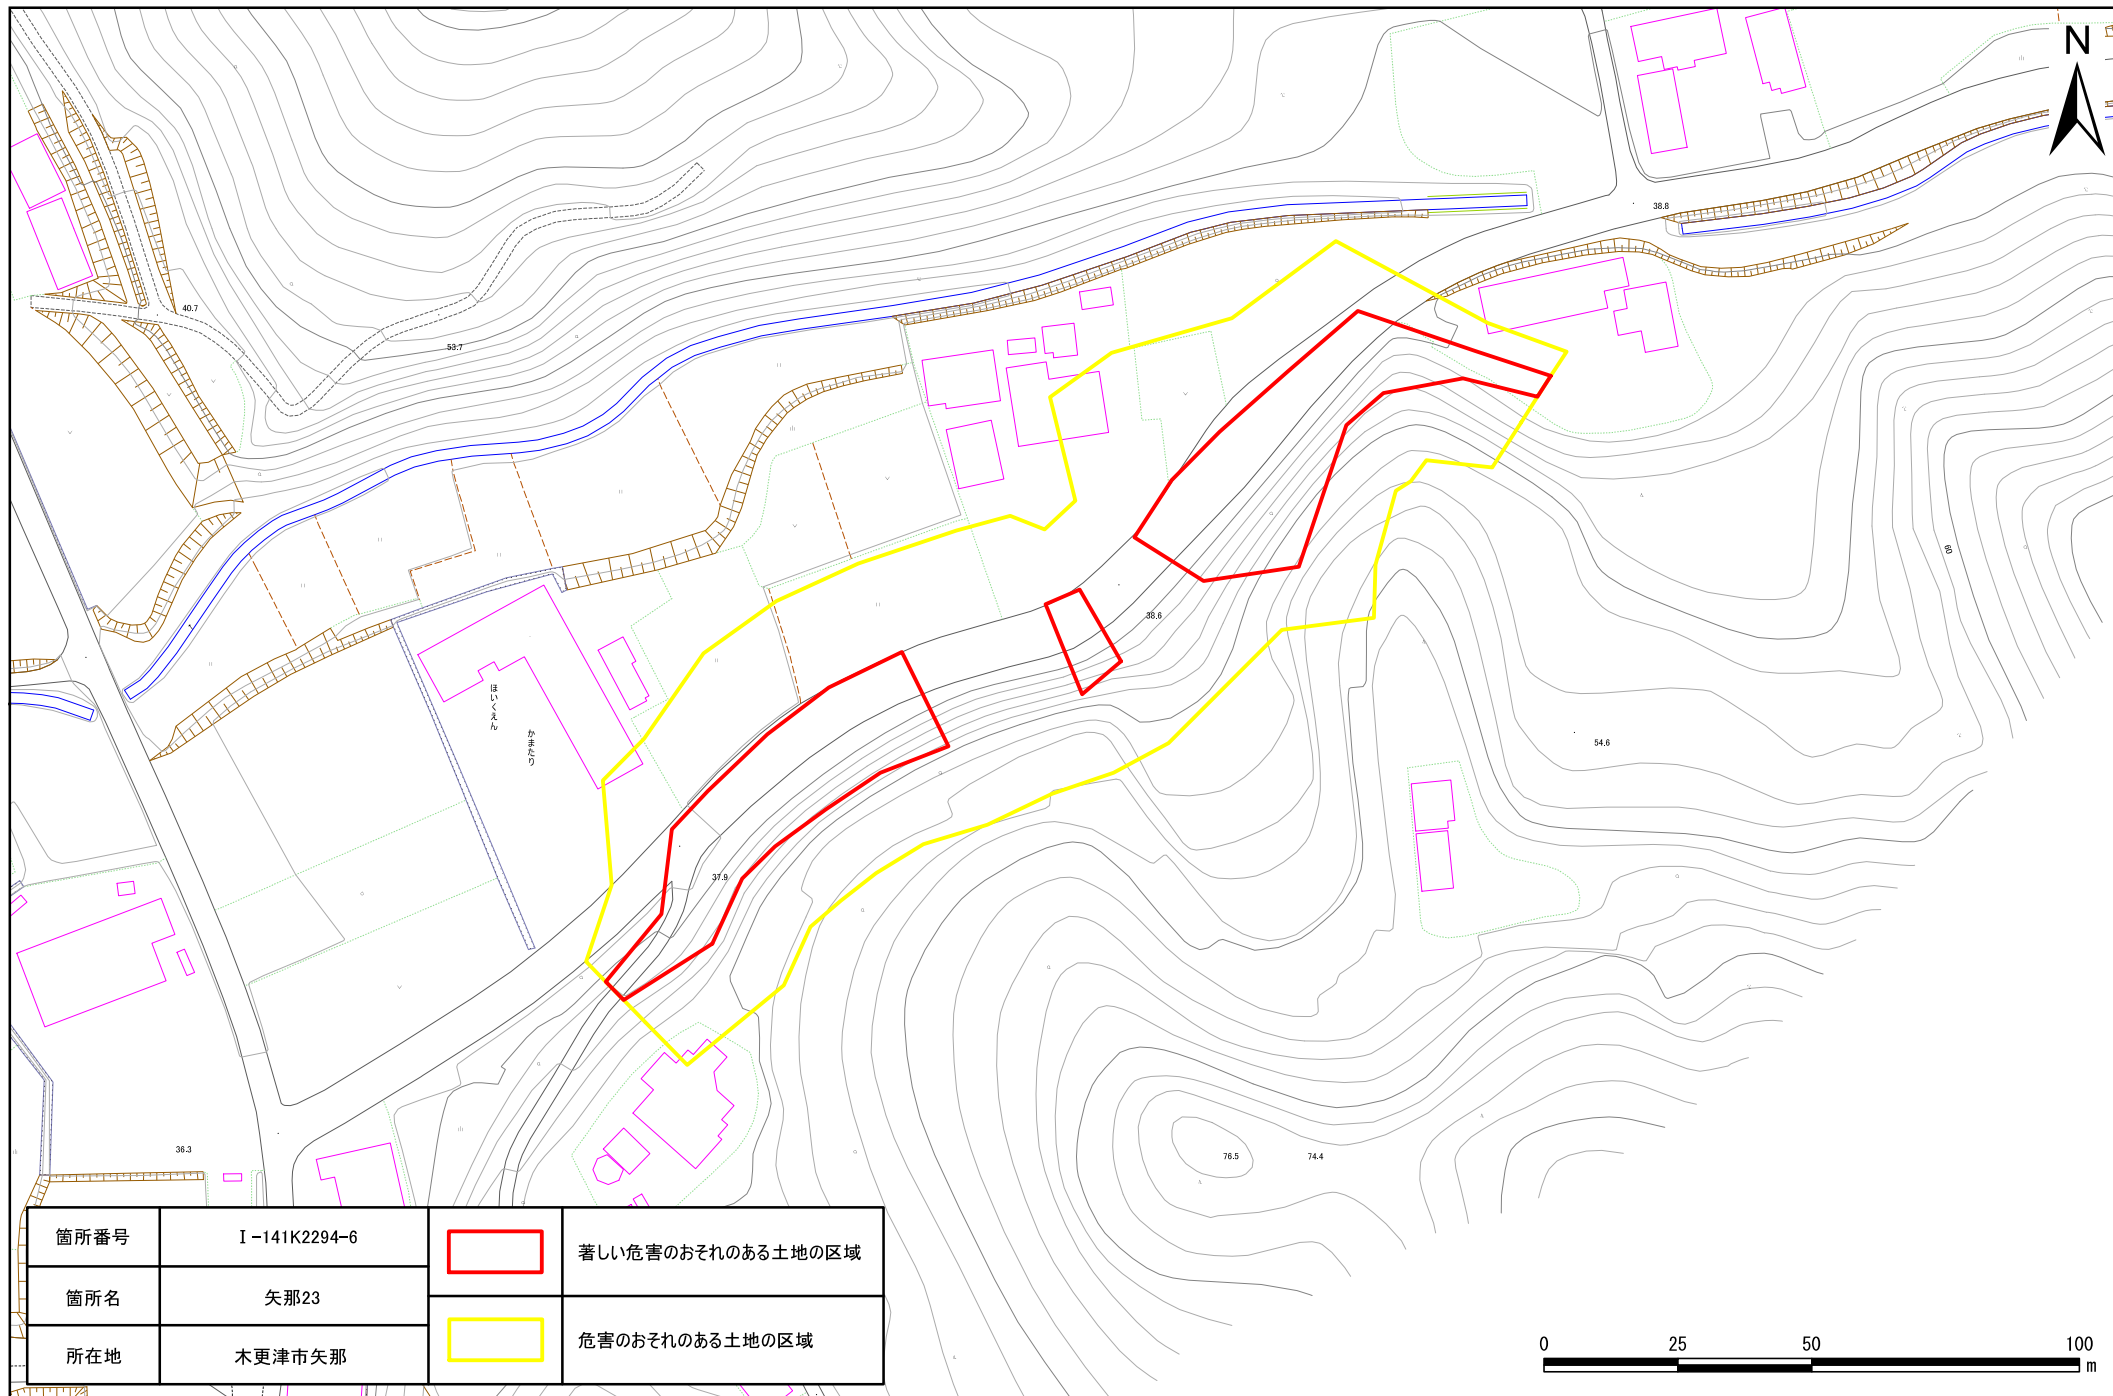 N
38.8
40.7
53.7
60
38.6
ほいくえん
かまたり
54.6
37.9
36.3
76.5
74.4
箇所番号 Ⅰ-141K2294-6
著しい危害のおそれのある土地の区域
箇所名 矢那23
危害のおそれのある土地の区域
所在地 木更津市矢那
0 25 50 100
m